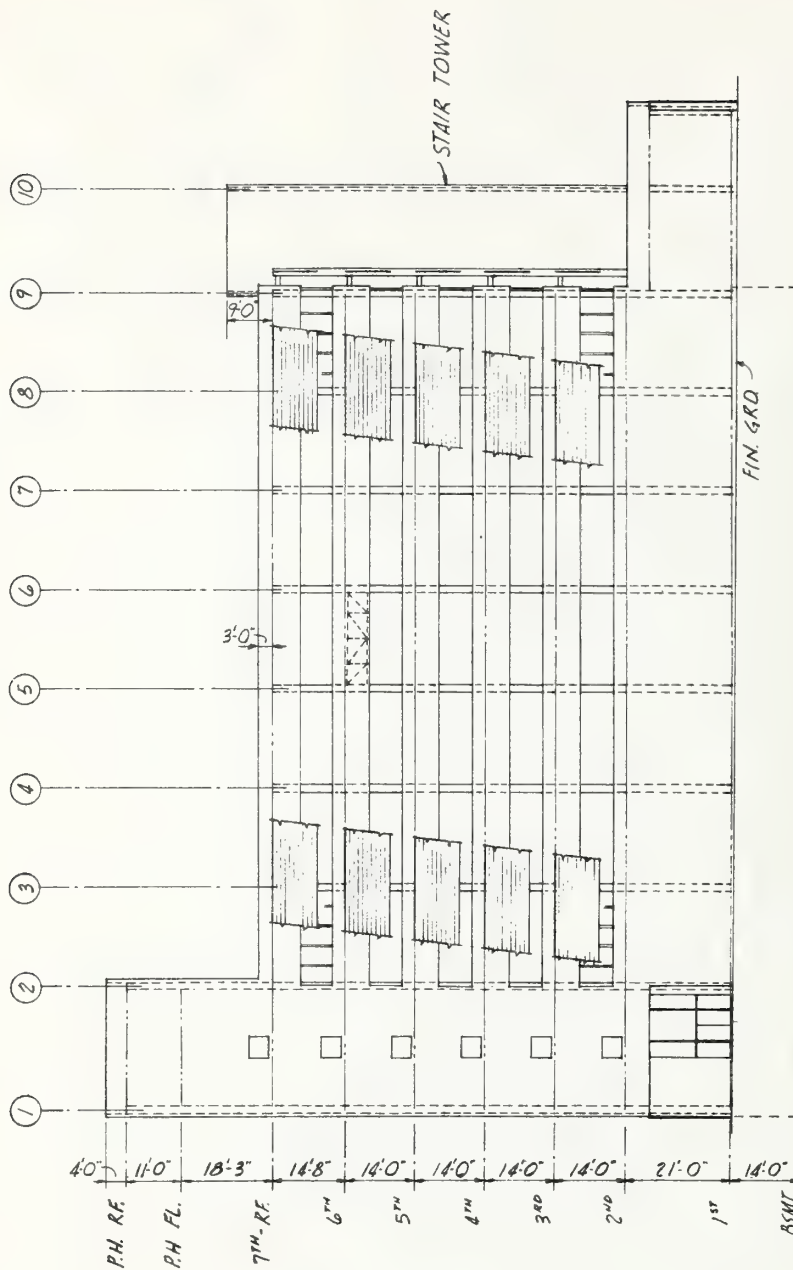 1
2
3
4
5
6
7
8
9
10
STAIR TOWER
9'-0"
3'-0"
FIN. GRD.
4'-0"
11'-0"
18'-3"
14'-8"
14'-0"
14'-0"
14'-0"
14'-0"
21'-0"
14'-0"
P.H. RF.
P.H FL.
7TH-RF.
6TH
5TH
4TH
3RD
2ND
1ST
BSMT